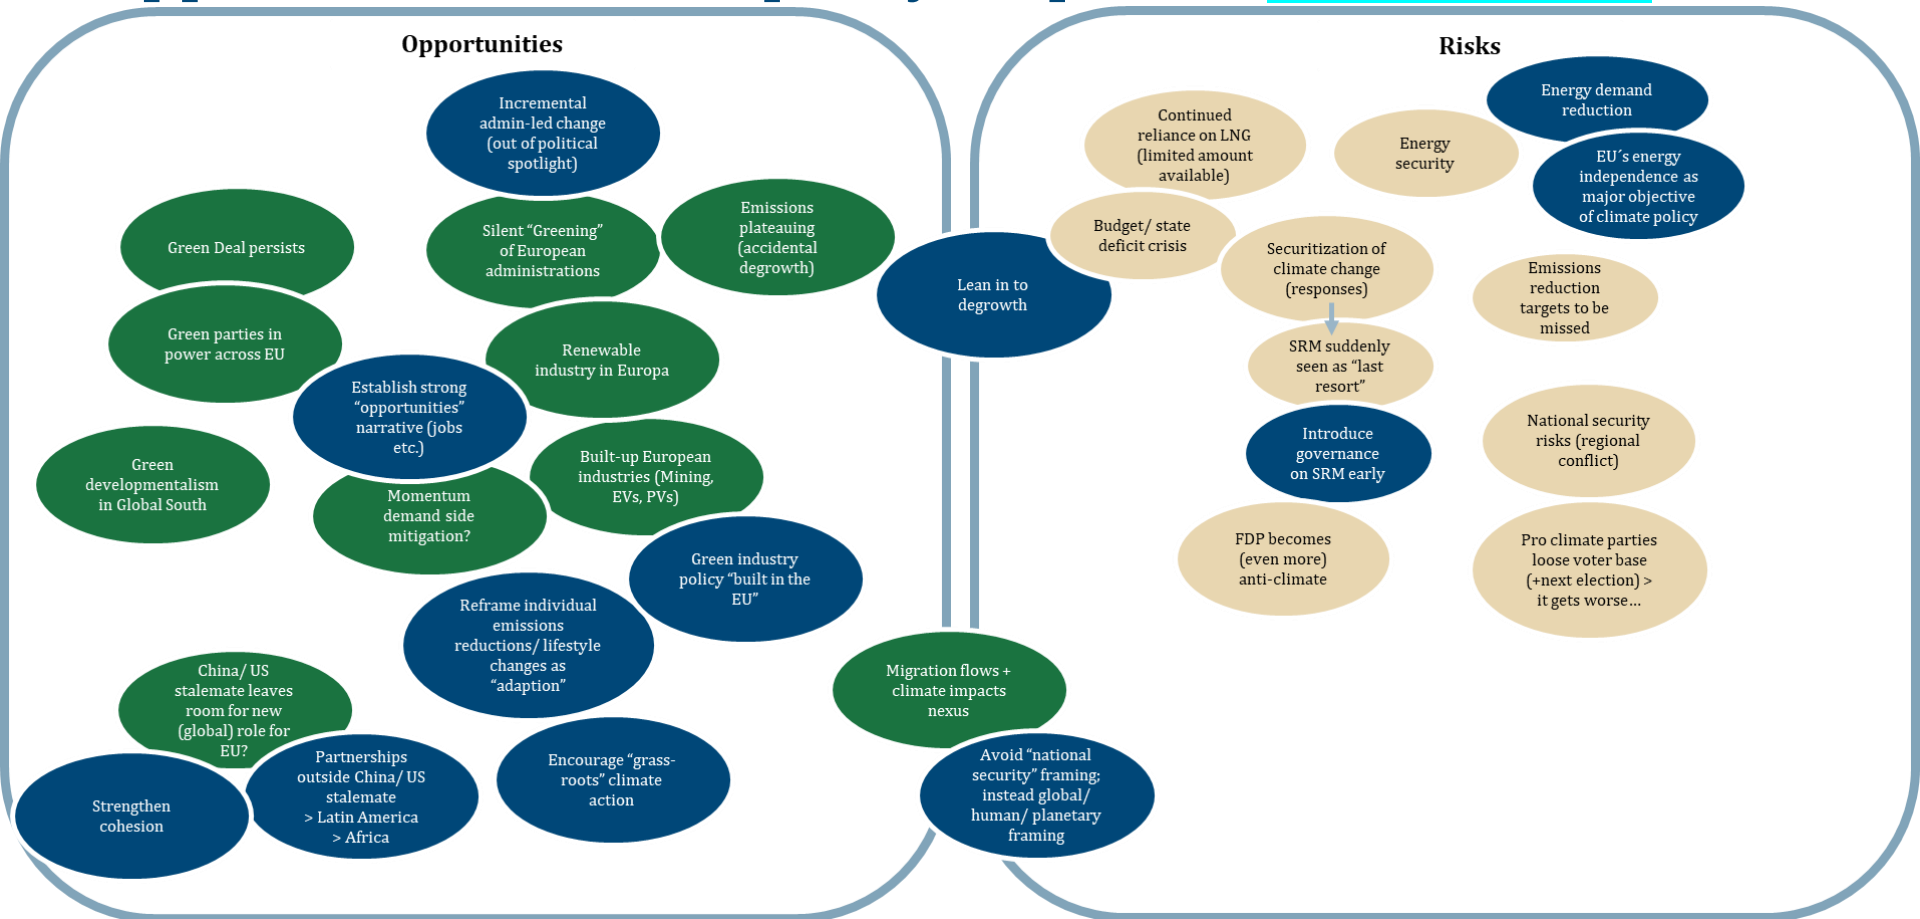 Opportunities
Incremental
admin-led change
(out of political
spotlight)
Silent “Greening”
of European
administrations
Emissions
plateauing
(accidental
degrowth)
Green Deal persists
Green parties in
power across EU
Renewable
industry in Europa
Establish strong
“opportunities”
narrative (jobs
etc.)
Green
developmentalism
in Global South
Momentum
demand side
mitigation?
Built-up European
industries (Mining,
EVs, PVs)
Green industry
policy “built in the
EU”
Reframe individual
emissions
reductions/ lifestyle
changes as
“adaption”
China/ US
stalemate leaves
room for new
(global) role for
EU?
Partnerships
outside China/ US
stalemate
> Latin America
> Africa
Strengthen
cohesion
Encourage “grass-
roots” climate
action
Lean in to
degrowth
Migration flows +
climate impacts
nexus
Avoid “national
security” framing;
instead global/
human/ planetary
framing
Risks
Continued
reliance on LNG
(limited amount
available)
Energy
security
Energy demand
reduction
EU´s energy
independence as
major objective
of climate policy
Budget/ state
deficit crisis
Securitization of
climate change
(responses)
Emissions
reduction
targets to be
missed
SRM suddenly
seen as “last
resort”
Introduce
governance
on SRM early
National security
risks (regional
conflict)
FDP becomes
(even more)
anti-climate
Pro climate parties
loose voter base
(+next election) >
it gets worse…